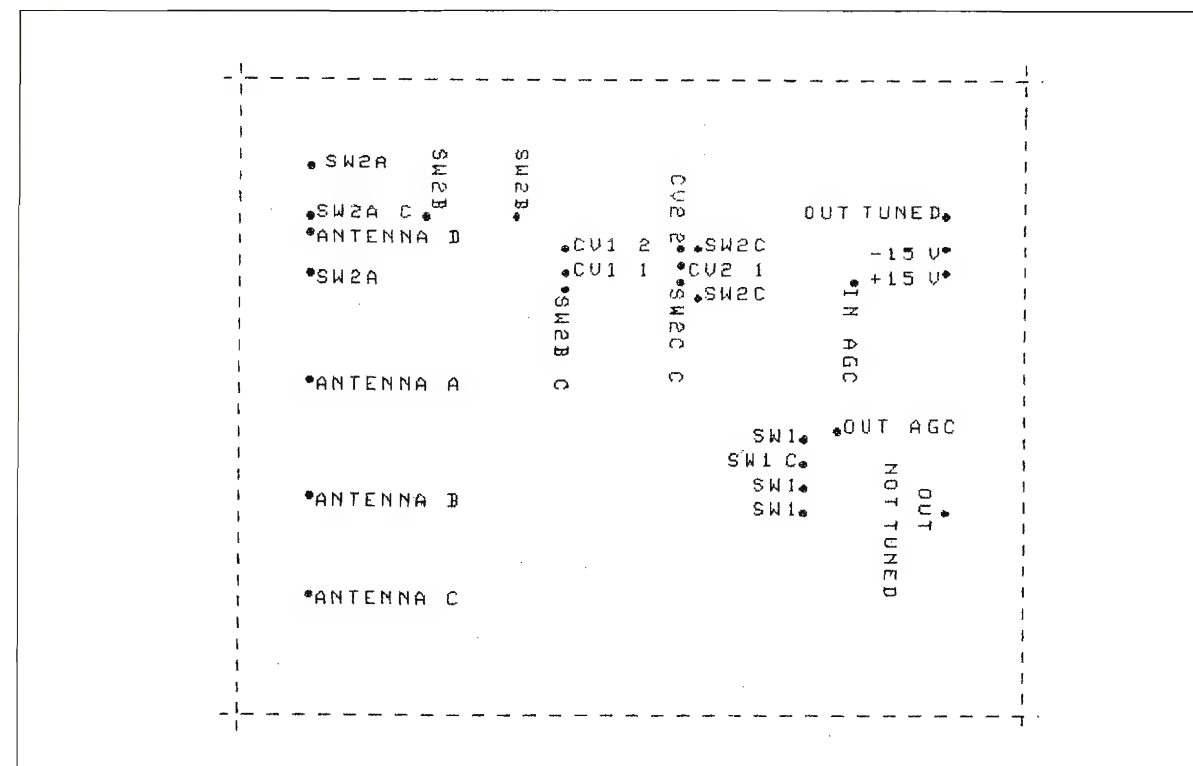 SW2A
SW2B
SW2B
CV2 2
SW2A C
OUT TUNED
ANTENNA D
CV1 2
SW2C
-15 V
SW2A
CV1 1
CV2 1
+15 V
SW2B C
SW2C C
SW2C
IN AGC
ANTENNA A
OUT AGC
SW1
SW1 C
SW1
SW1
OUT
NOT TUNED
ANTENNA B
ANTENNA C